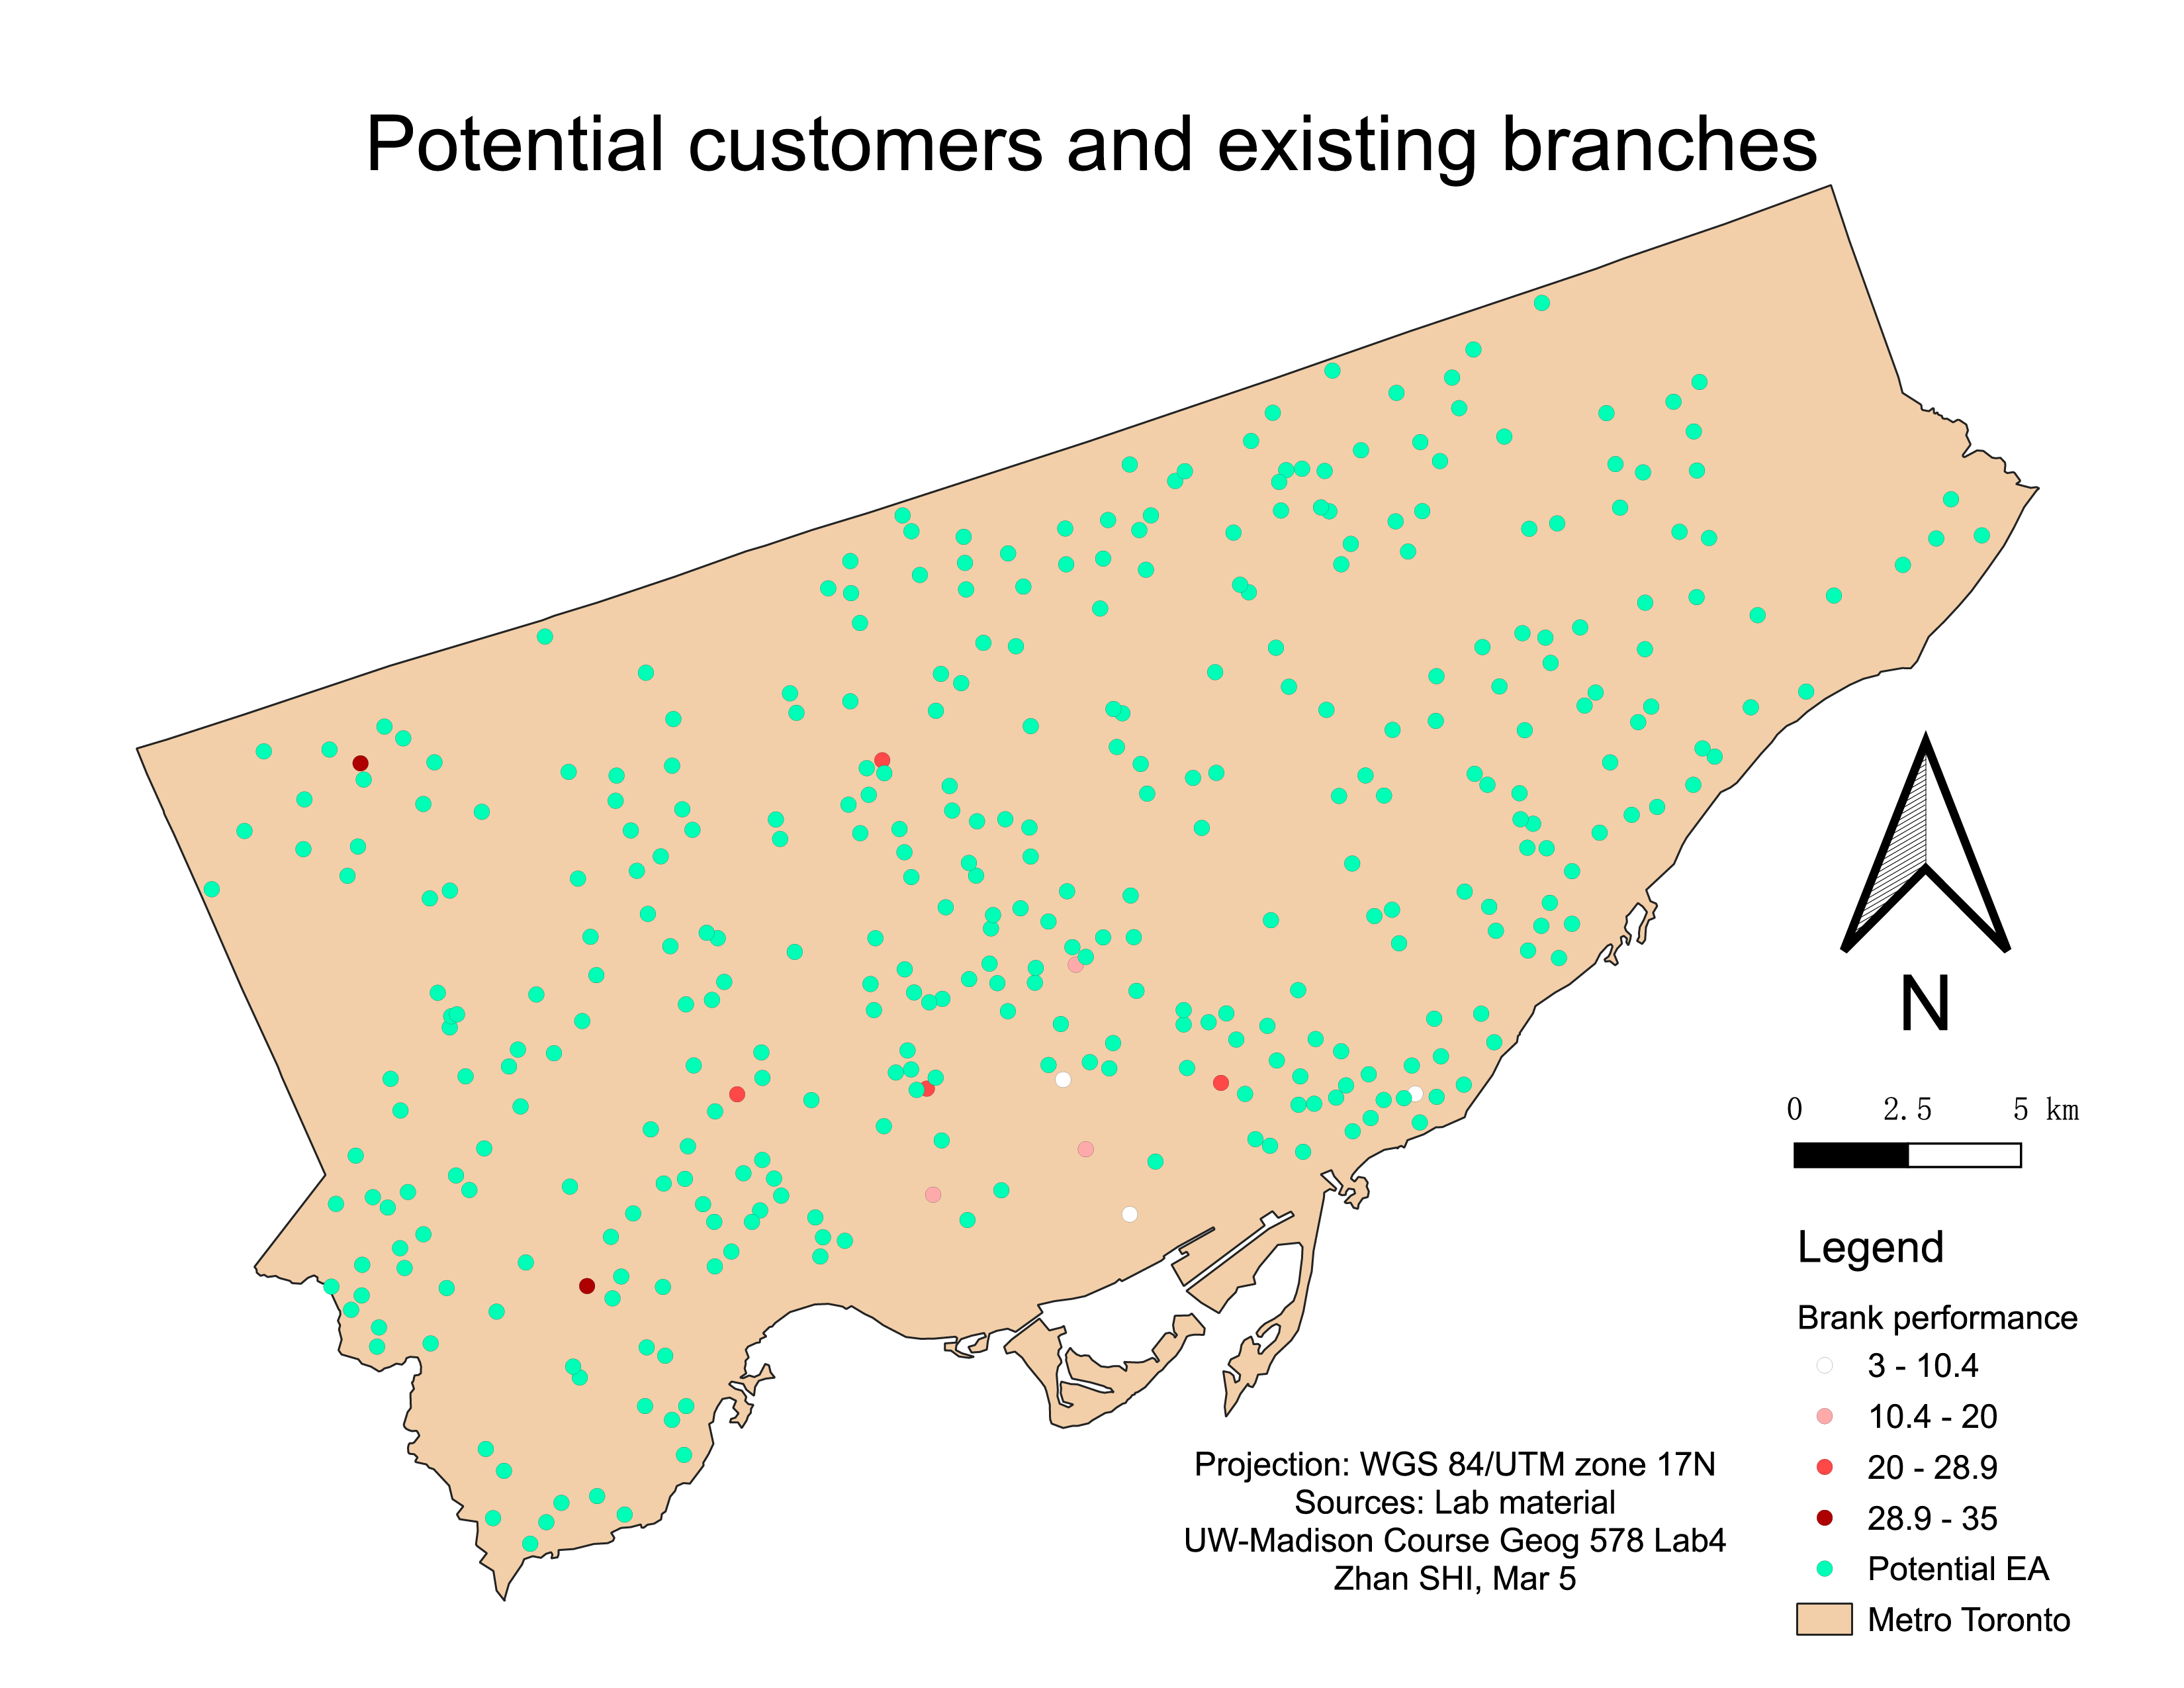 Potential customers and existing branches
N
0 2.5 5 km
Legend
Brank performance
3 - 10.4
10.4 - 20
20 - 28.9
28.9 - 35
Potential EA
Metro Toronto
Projection: WGS 84/UTM zone 17N
Sources: Lab material
UW-Madison Course Geog 578 Lab4
Zhan SHI, Mar 5